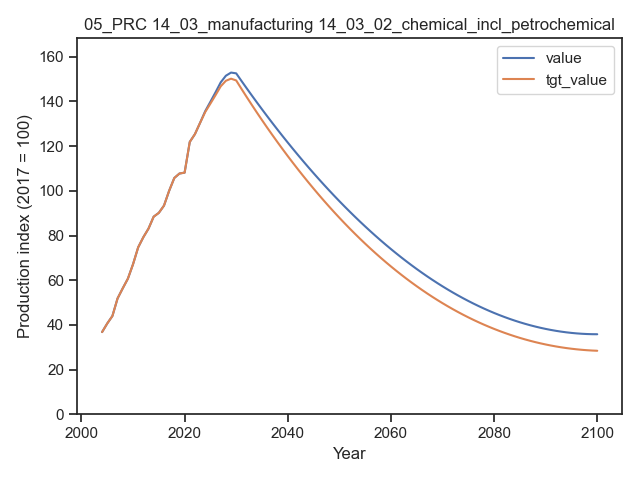 05_PRC 14_03_manufacturing 14_03_02_chemical_incl_petrochemical
value
tgt_value
Production index (2017 = 100)
160
140
120
100
80
60
40
20
0
2000 2020 2040 2060 2080 2100
Year